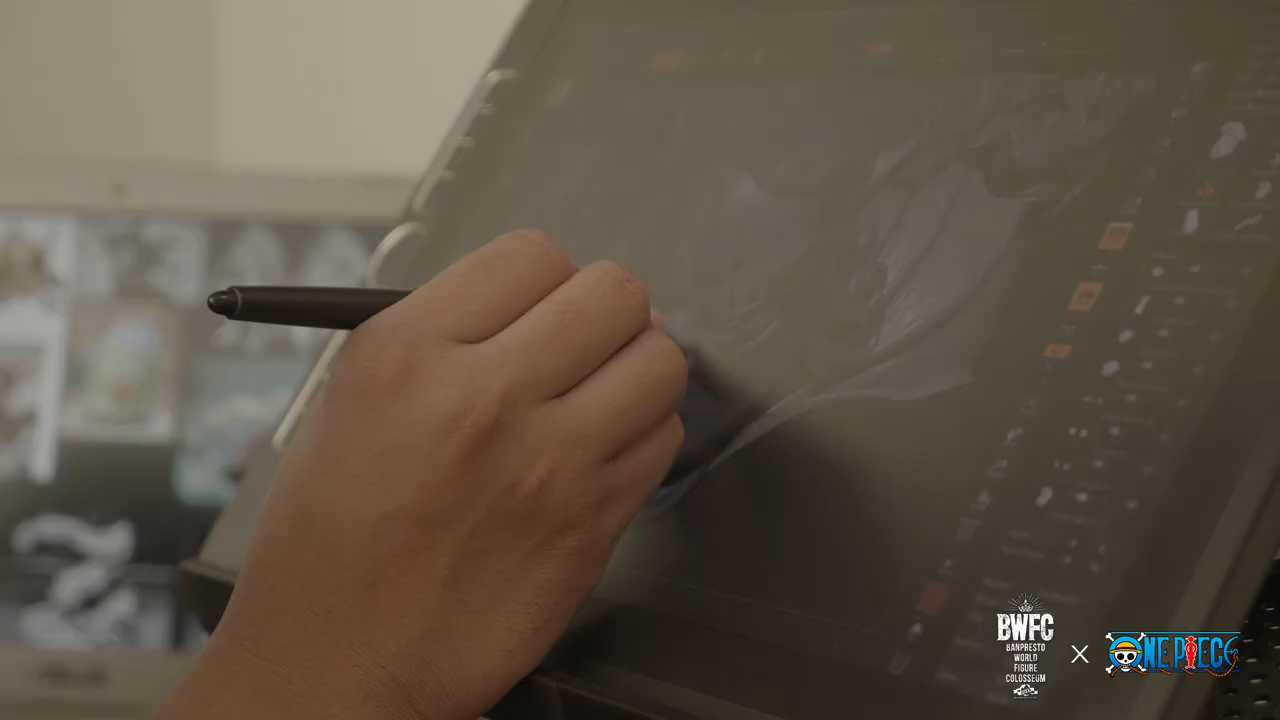 BWFC
BANPRESTO
WORLD
FIGURE
COLOSSEUM
X
ONE PIECE